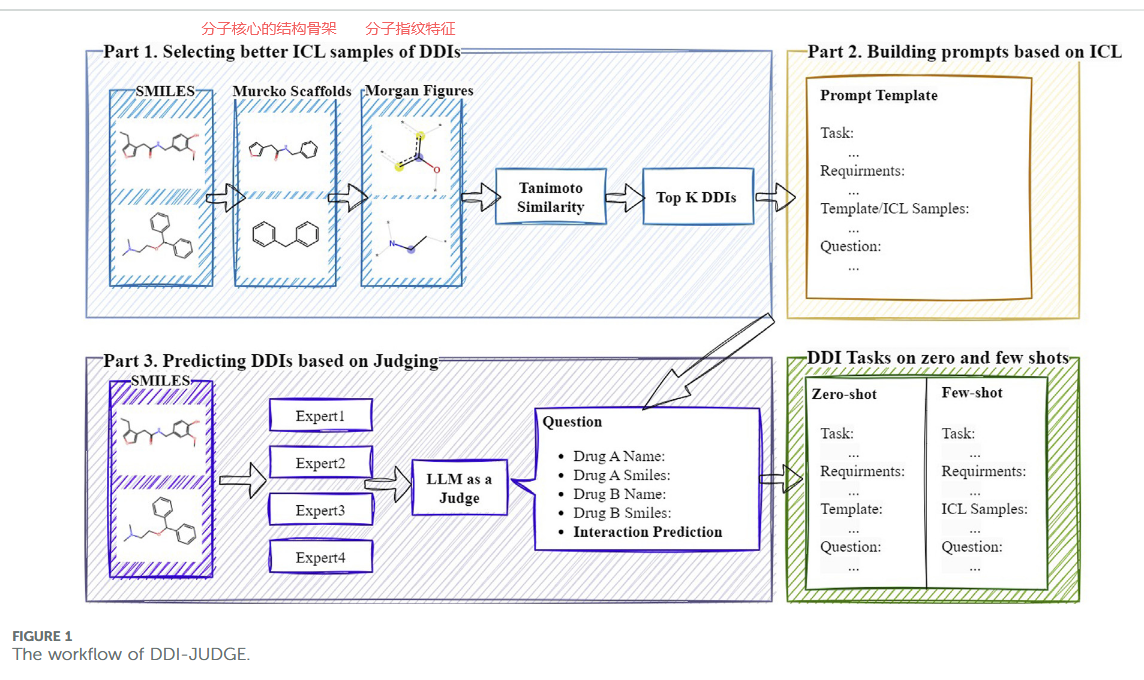 分子核心的结构骨架 分子指纹特征
Part 1. Selecting better ICL samples of DDIs
SMILES
Murcko Scaffolds
Morgan Figures
N
O
Tanimoto
Similarity
Top K DDIs
Part 2. Building prompts based on ICL
Prompt Template
Task:
...
Requirments:
...
Template/ICL Samples:
...
Question:
...
Part 3. Predicting DDIs based on Judging
SMILES
Expert1
Expert2
Expert3
Expert4
LLM as a
Judge
Question
• Drug A Name:
• Drug A Smiles:
• Drug B Name:
• Drug B Smiles:
• Interaction Prediction
DDI Tasks on zero and few shots
Zero-shot
Task:
...
Requirments:
...
Template:
...
Question:
...
Few-shot
Task:
...
Requirments:
...
ICL Samples:
...
Question:
...
FIGURE 1
The workflow of DDI-JUDGE.